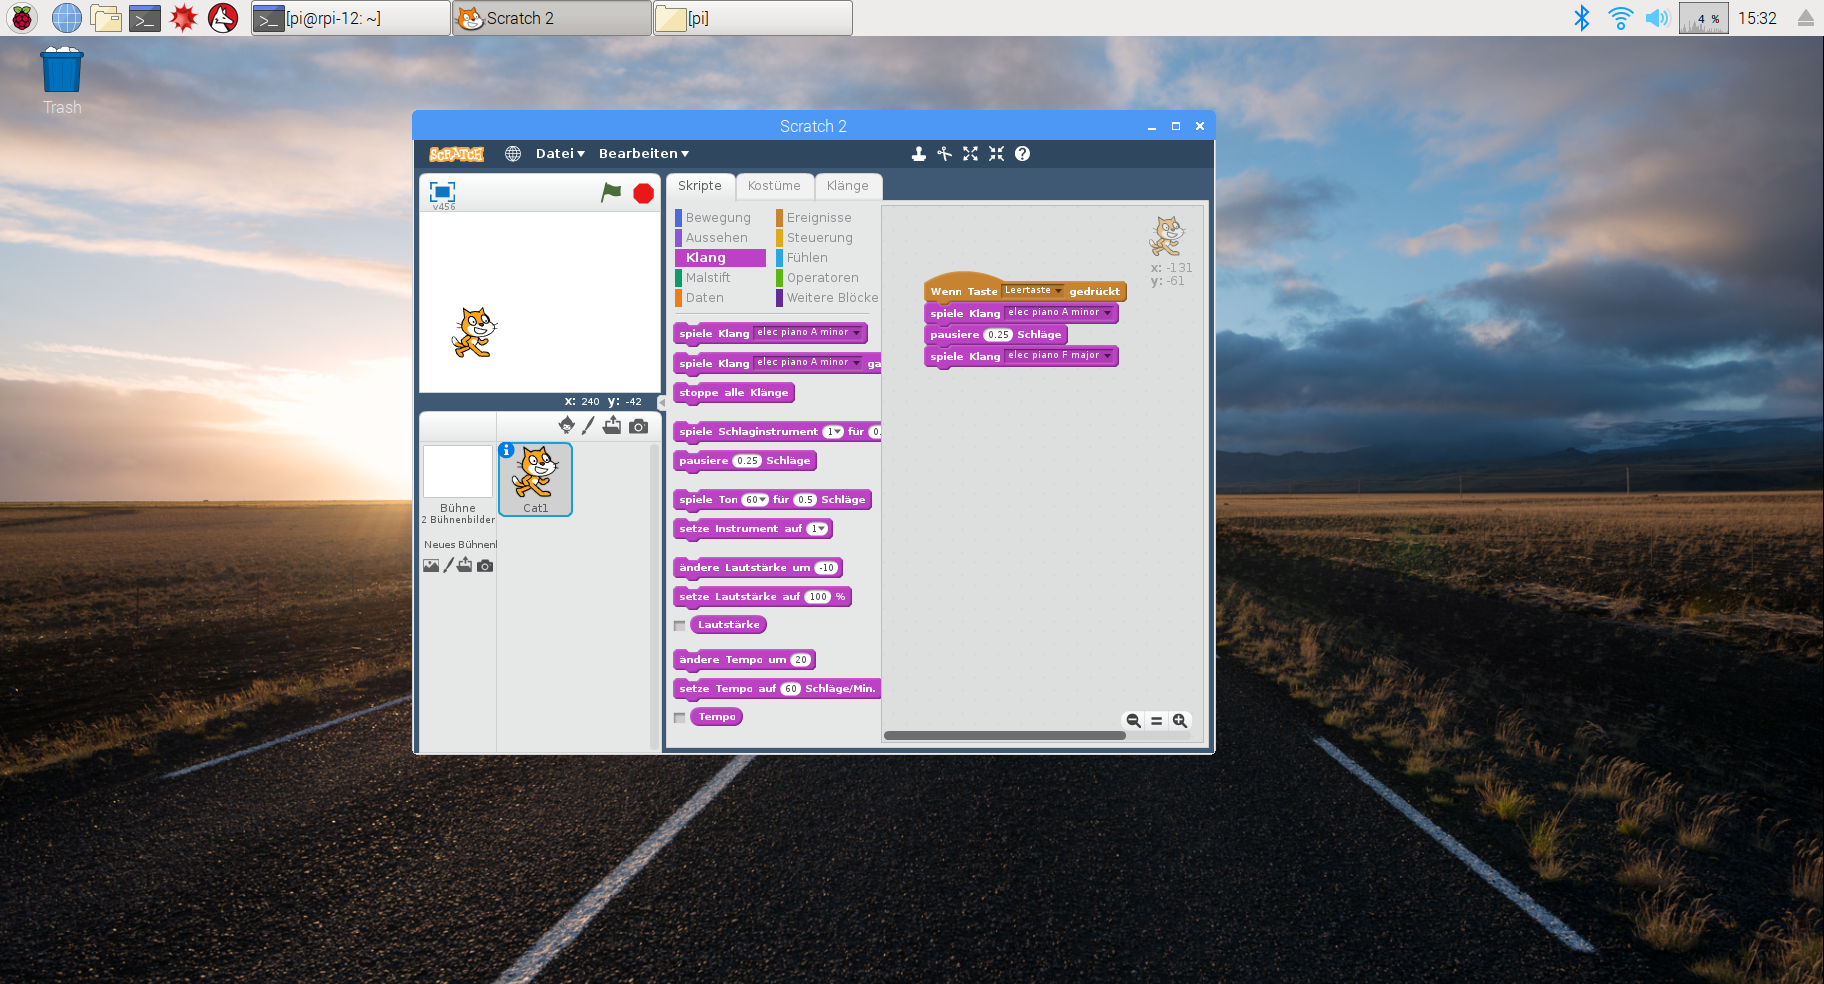 [pi@rpi-12: ~]
Scratch 2
[pi]
4 %
15:32
Trash
Scratch 2
SCRATCH
Datei
Bearbeiten
v456
x: 240 y: -42
Bühne
2 Bühnenbilder
Neues Bühnenl
Cat1
Skripte
Kostüme
Klänge
Bewegung
Ereignisse
Aussehen
Steuerung
Klang
Fühlen
Malstift
Operatoren
Daten
Weitere Blöcke
spiele Klang elec piano A minor
spiele Klang elec piano A minor ga
stoppe alle Klänge
spiele Schlaginstrument 1 für 0.
pausiere 0.25 Schläge
spiele Ton 60 für 0.5 Schläge
setze Instrument auf 1
ändere Lautstärke um -10
setze Lautstärke auf 100 %
Lautstärke
ändere Tempo um 20
setze Tempo auf 60 Schläge/Min.
Tempo
Wenn Taste Leertaste gedrückt
spiele Klang elec piano A minor
pausiere 0.25 Schläge
spiele Klang elec piano F major
x: -131
y: -61